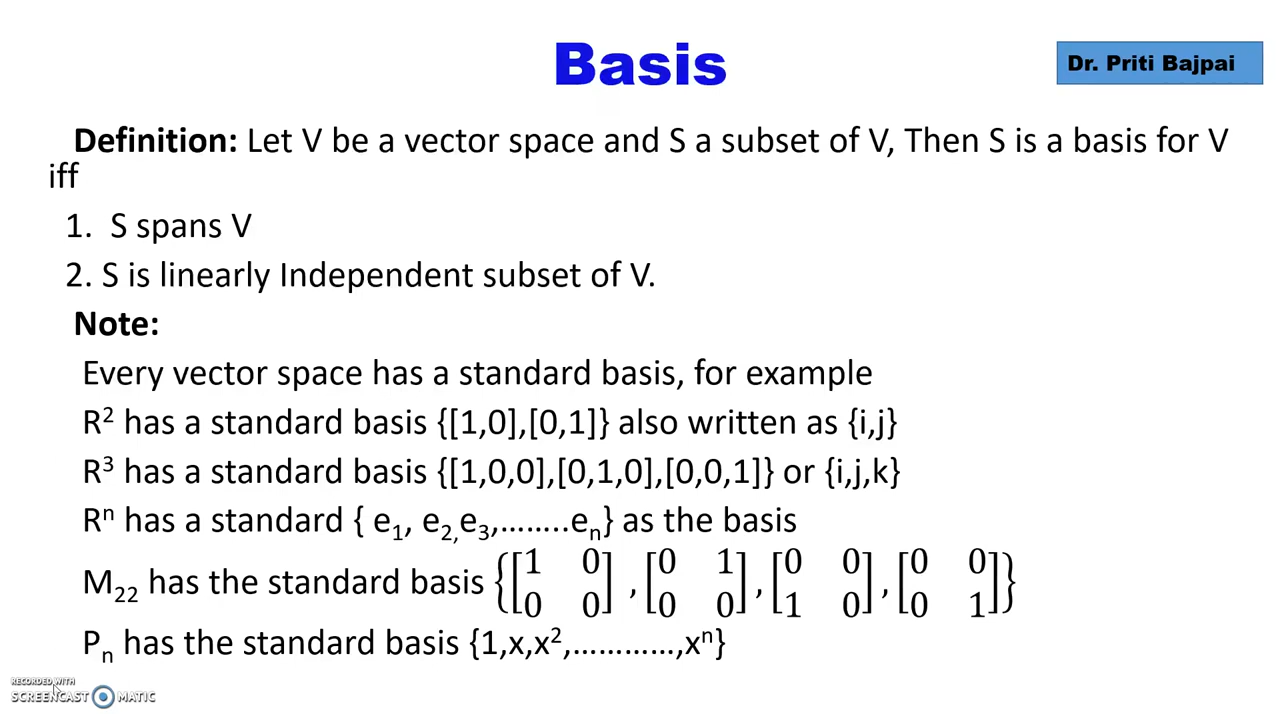 Basis
Dr. Priti Bajpai
Definition: Let V be a vector space and S a subset of V, Then S is a basis for V
iff
1. S spans V
2. S is linearly Independent subset of V.
Note:
Every vector space has a standard basis, for example
R² has a standard basis {[1,0],[0,1]} also written as {i,j}
R³ has a standard basis {[1,0,0],[0,1,0],[0,0,1]} or {i,j,k}
Rⁿ has a standard { e₁, e₂,e₃,……..eₙ} as the basis
M₂₂ has the standard basis {[1 0; 0 0] , [0 1; 0 0] , [0 0; 1 0] , [0 0; 0 1]}
Pₙ has the standard basis {1,x,x²,…………,xⁿ}
RECORDED WITH
SCREENCAST MATIC